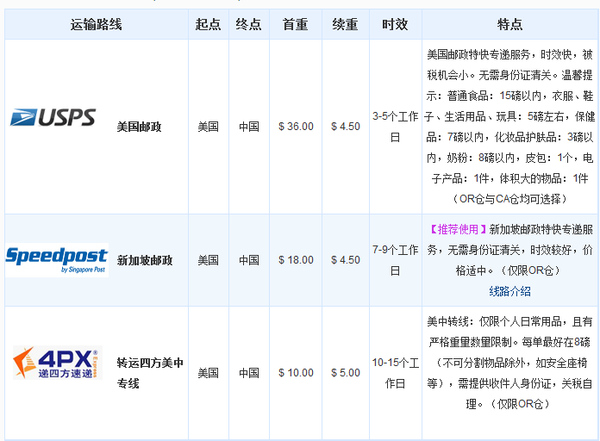 运输路线 起点 终点 首重 续重 时效 特点
USPS 美国邮政 美国 中国 $ 36.00 $ 4.50 3-5个工作
日
美国邮政特快专递服务，时效快，被
税机会小。无需身份证清关。温馨提
示：普通食品：15磅以内，衣服、鞋
子、生活用品、玩具：5磅左右，保健
品：7磅以内，化妆品护肤品：3磅以
内，奶粉：8磅以内，皮包：1个，电
子产品：1件，体积大的物品：1件
（OR仓与CA仓均可选择）
Speedpost
by Singapore Post
新加坡邮政 美国 中国 $ 18.00 $ 4.50 7-9个工作
日
【推荐使用】新加坡邮政特快专递服
务，无需身份证清关，时效较好，价
格适中。（仅限OR仓）
线路介绍
4PX
递四方速递
转运四方美中
专线
美国 中国 $ 10.00 $ 5.00 10-15个工
作日
美中转线：仅限个人日常用品，且有
严格重量数量限制。每单最好在8磅
（不可分割物品除外，如安全座椅
等），需提供收件人身份证，关税自
理。（仅限OR仓）